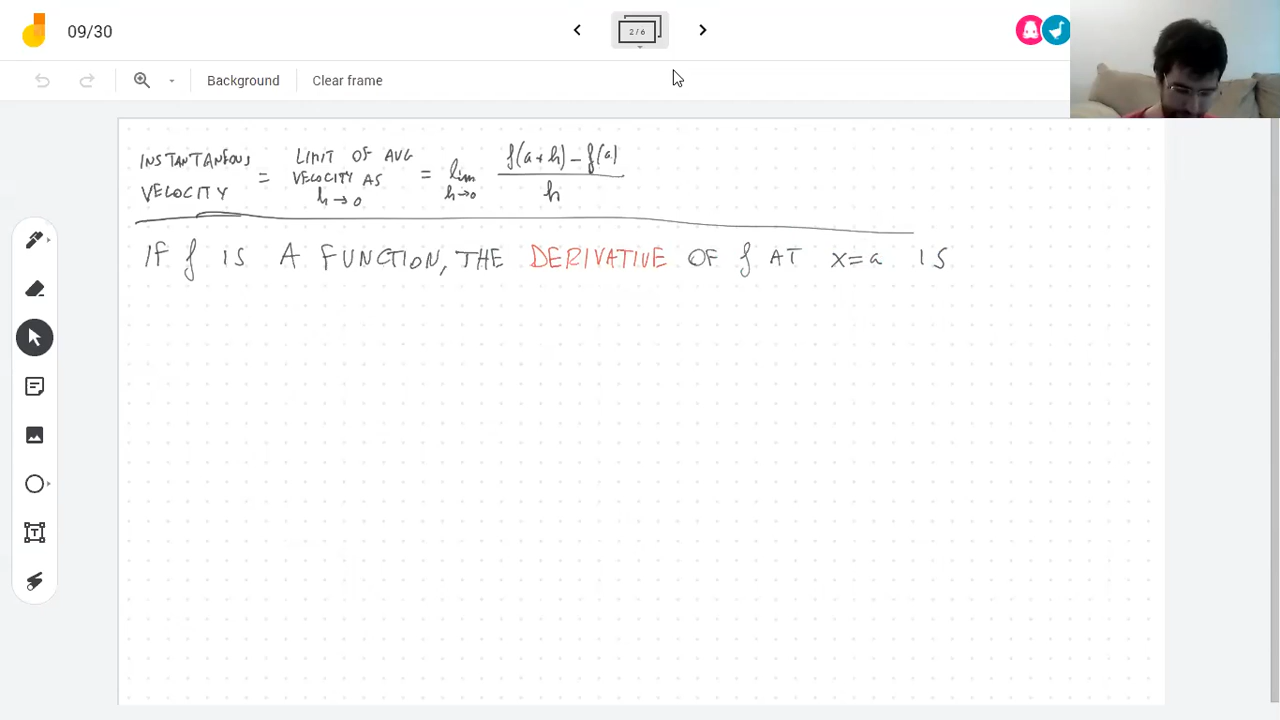 09/30
2/6
Background Clear frame
INSTANTANEOUS VELOCITY = LIMIT OF AVG VELOCITY AS h→0 = lim h→0 f(a+h)-f(a) / h
IF f IS A FUNCTION, THE DERIVATIVE OF f AT x=a IS